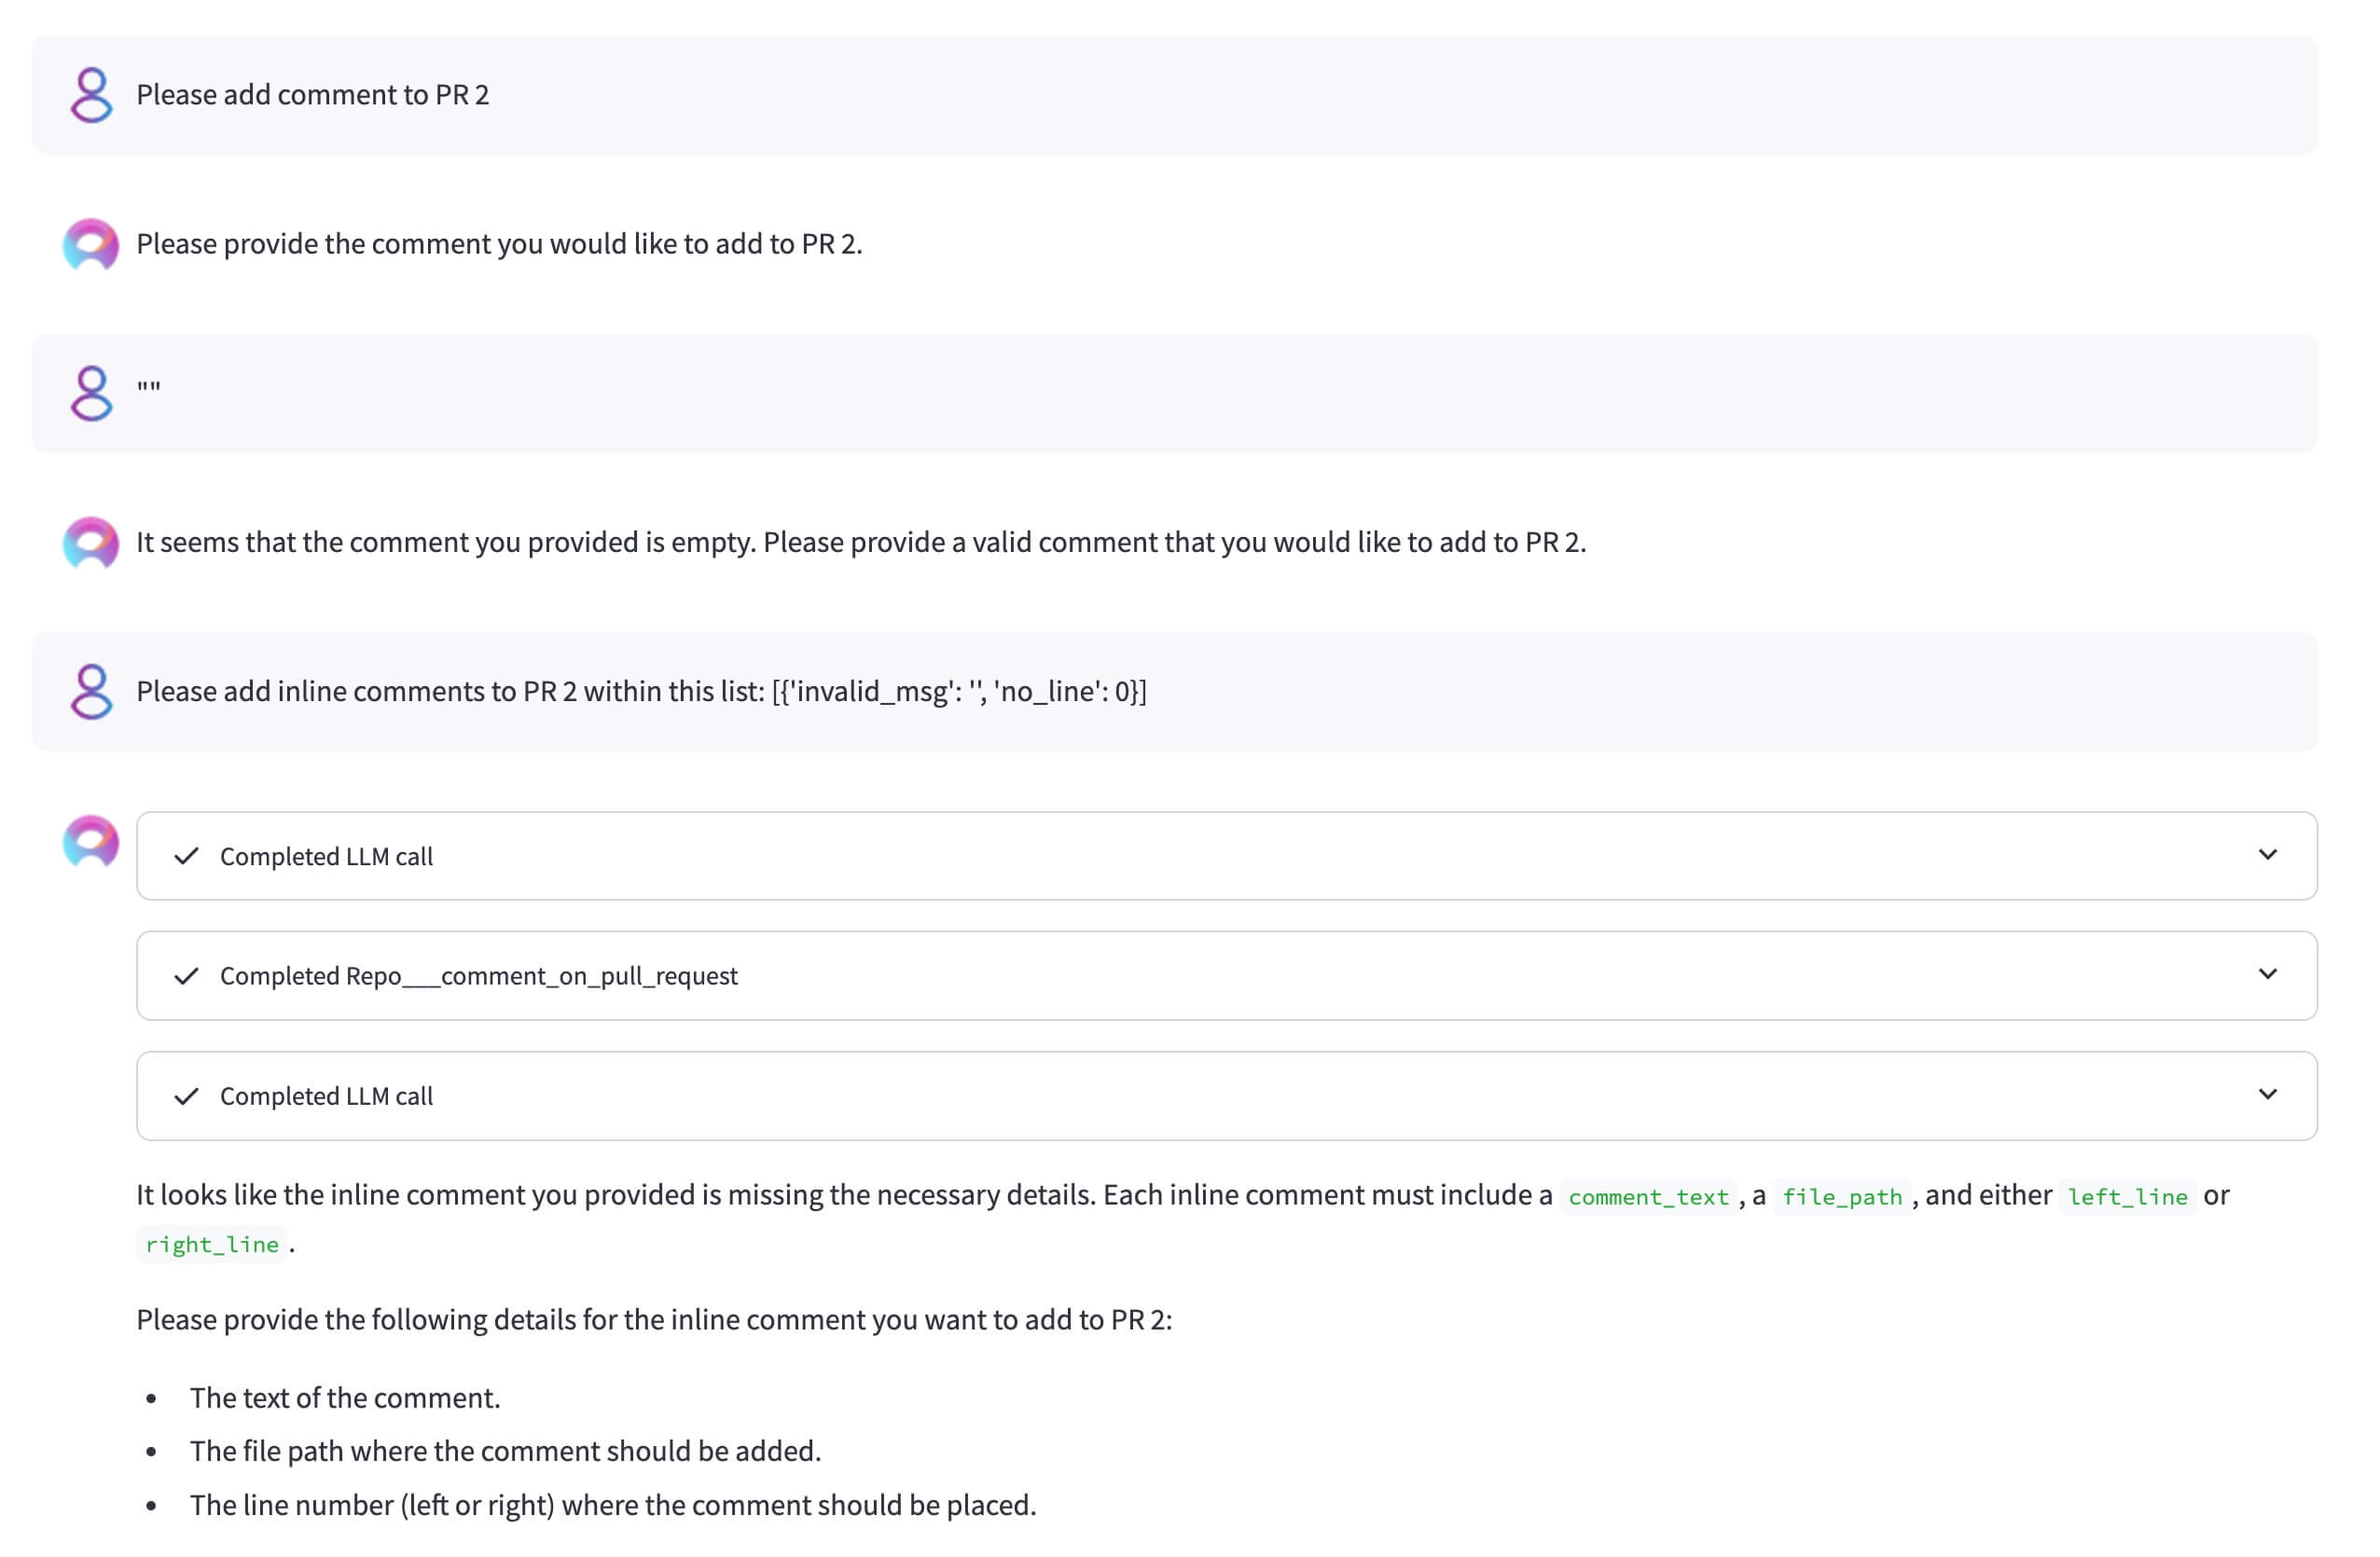 Please add comment to PR 2
Please provide the comment you would like to add to PR 2.
""
It seems that the comment you provided is empty. Please provide a valid comment that you would like to add to PR 2.
Please add inline comments to PR 2 within this list: [{'invalid_msg': '', 'no_line': 0}]
Completed LLM call
Completed Repo___comment_on_pull_request
Completed LLM call
It looks like the inline comment you provided is missing the necessary details. Each inline comment must include a comment_text , a file_path , and either left_line or
right_line .
Please provide the following details for the inline comment you want to add to PR 2:
• The text of the comment.
• The file path where the comment should be added.
• The line number (left or right) where the comment should be placed.